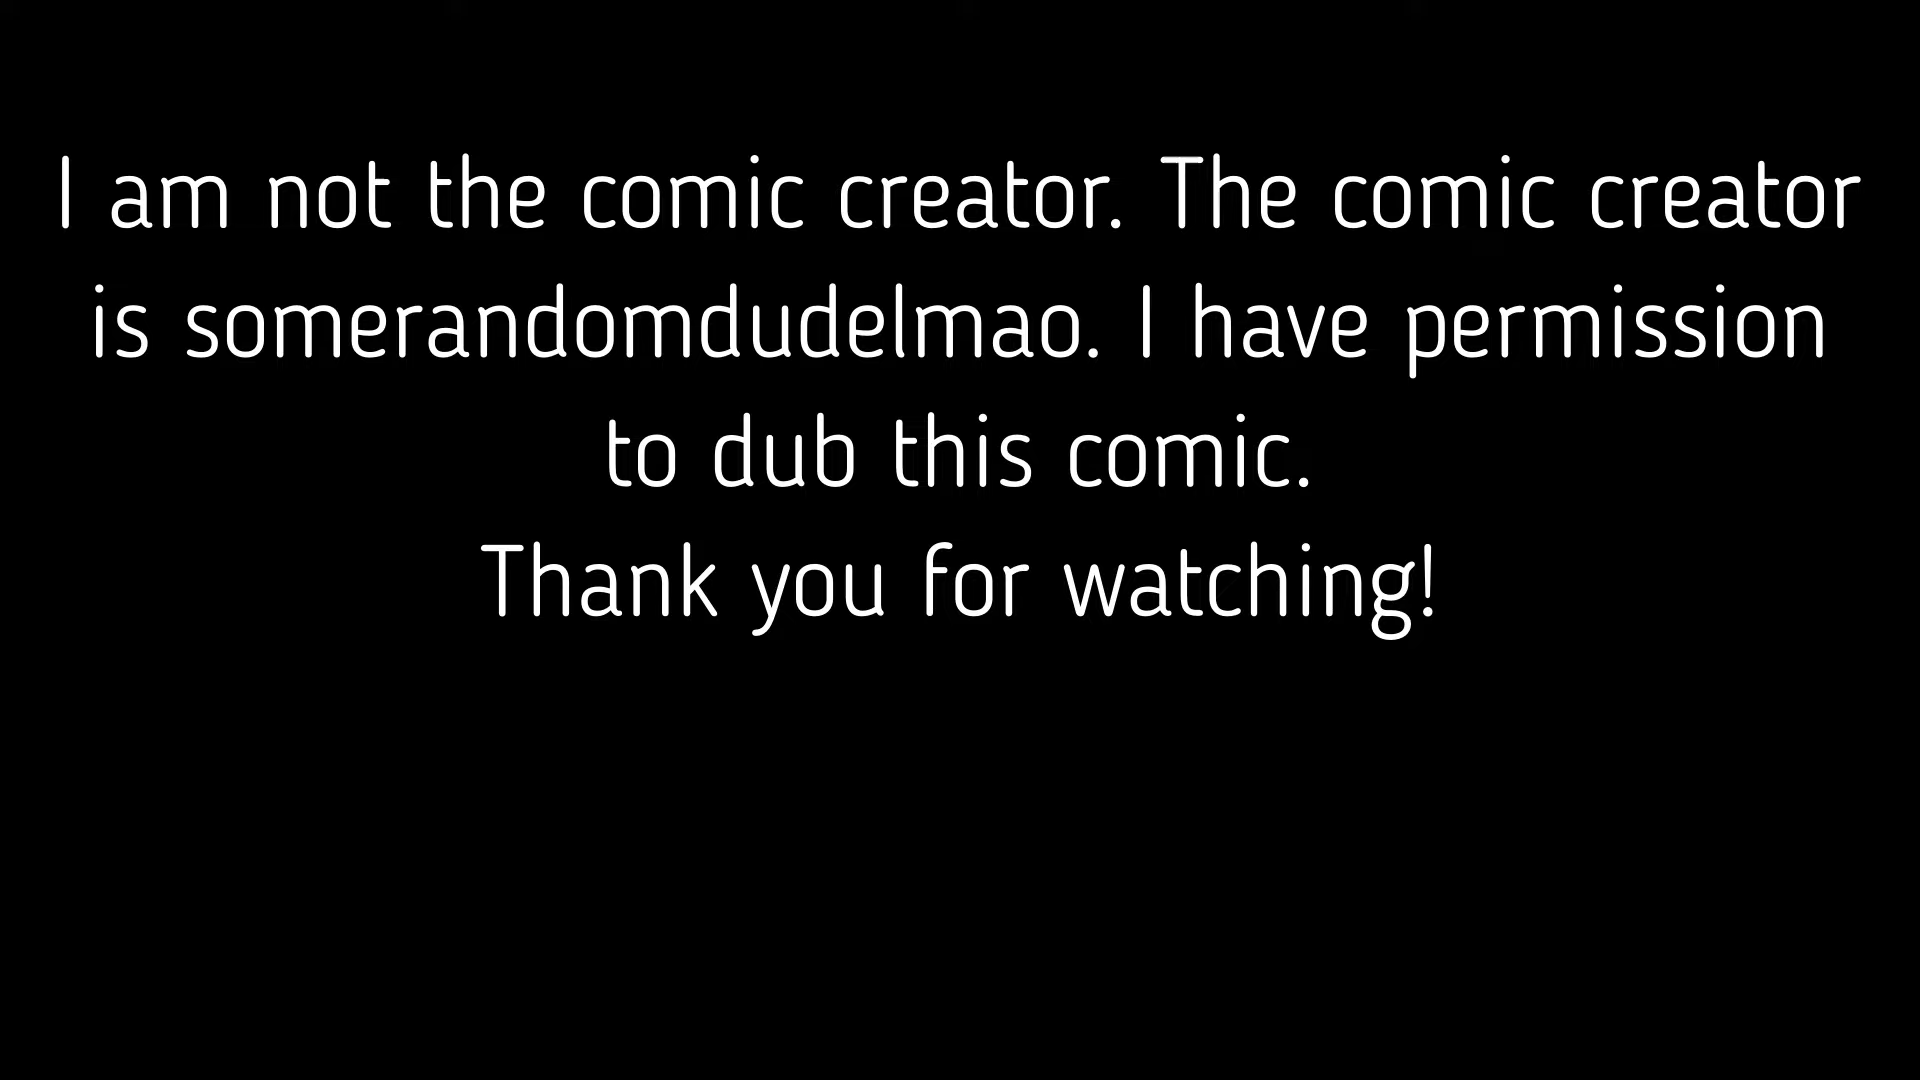 I am not the comic creator. The comic creator
is somerandomdudelmao. I have permission
to dub this comic.
Thank you for watching!